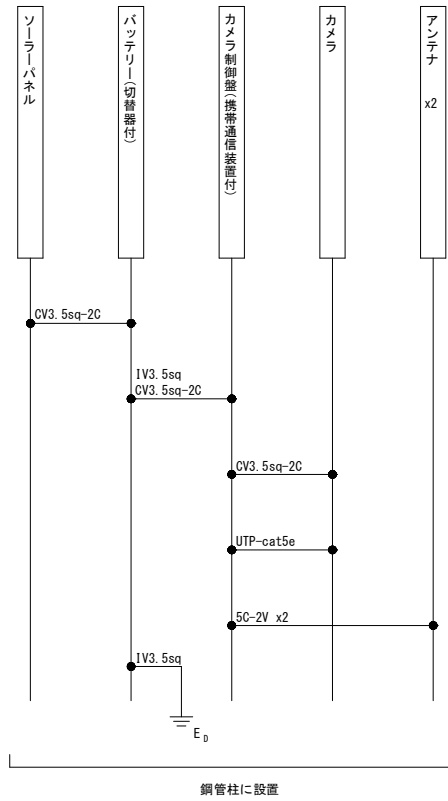 ソーラーパネル
バッテリー(切替器付)
カメラ制御盤(携帯通信装置付)
カメラ
アンテナ x2
CV3.5sq-2C
IV3.5sq
CV3.5sq-2C
CV3.5sq-2C
UTP-cat5e
5C-2V x2
IV3.5sq
ED
鋼管柱に設置